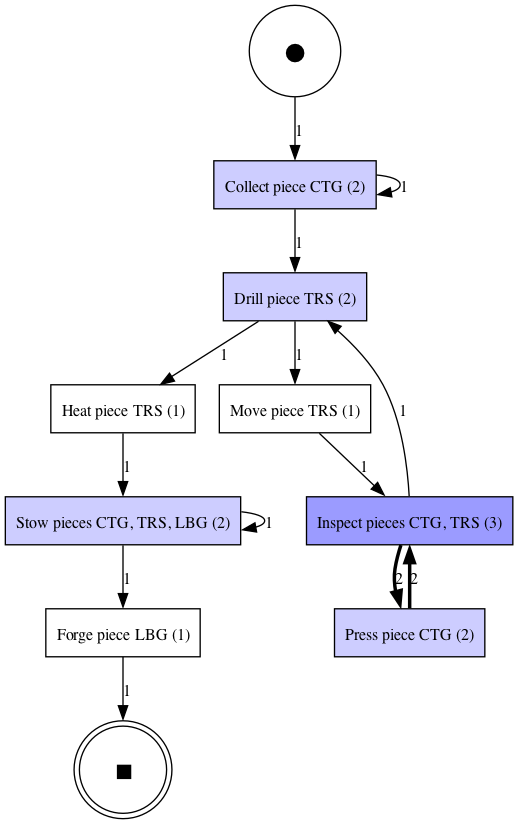 1
Collect piece CTG (2)
1
1
Drill piece TRS (2)
1
1
1
Heat piece TRS (1)
Move piece TRS (1)
1
1
Stow pieces CTG, TRS, LBG (2)
1
Inspect pieces CTG, TRS (3)
1
2
2
Forge piece LBG (1)
Press piece CTG (2)
1